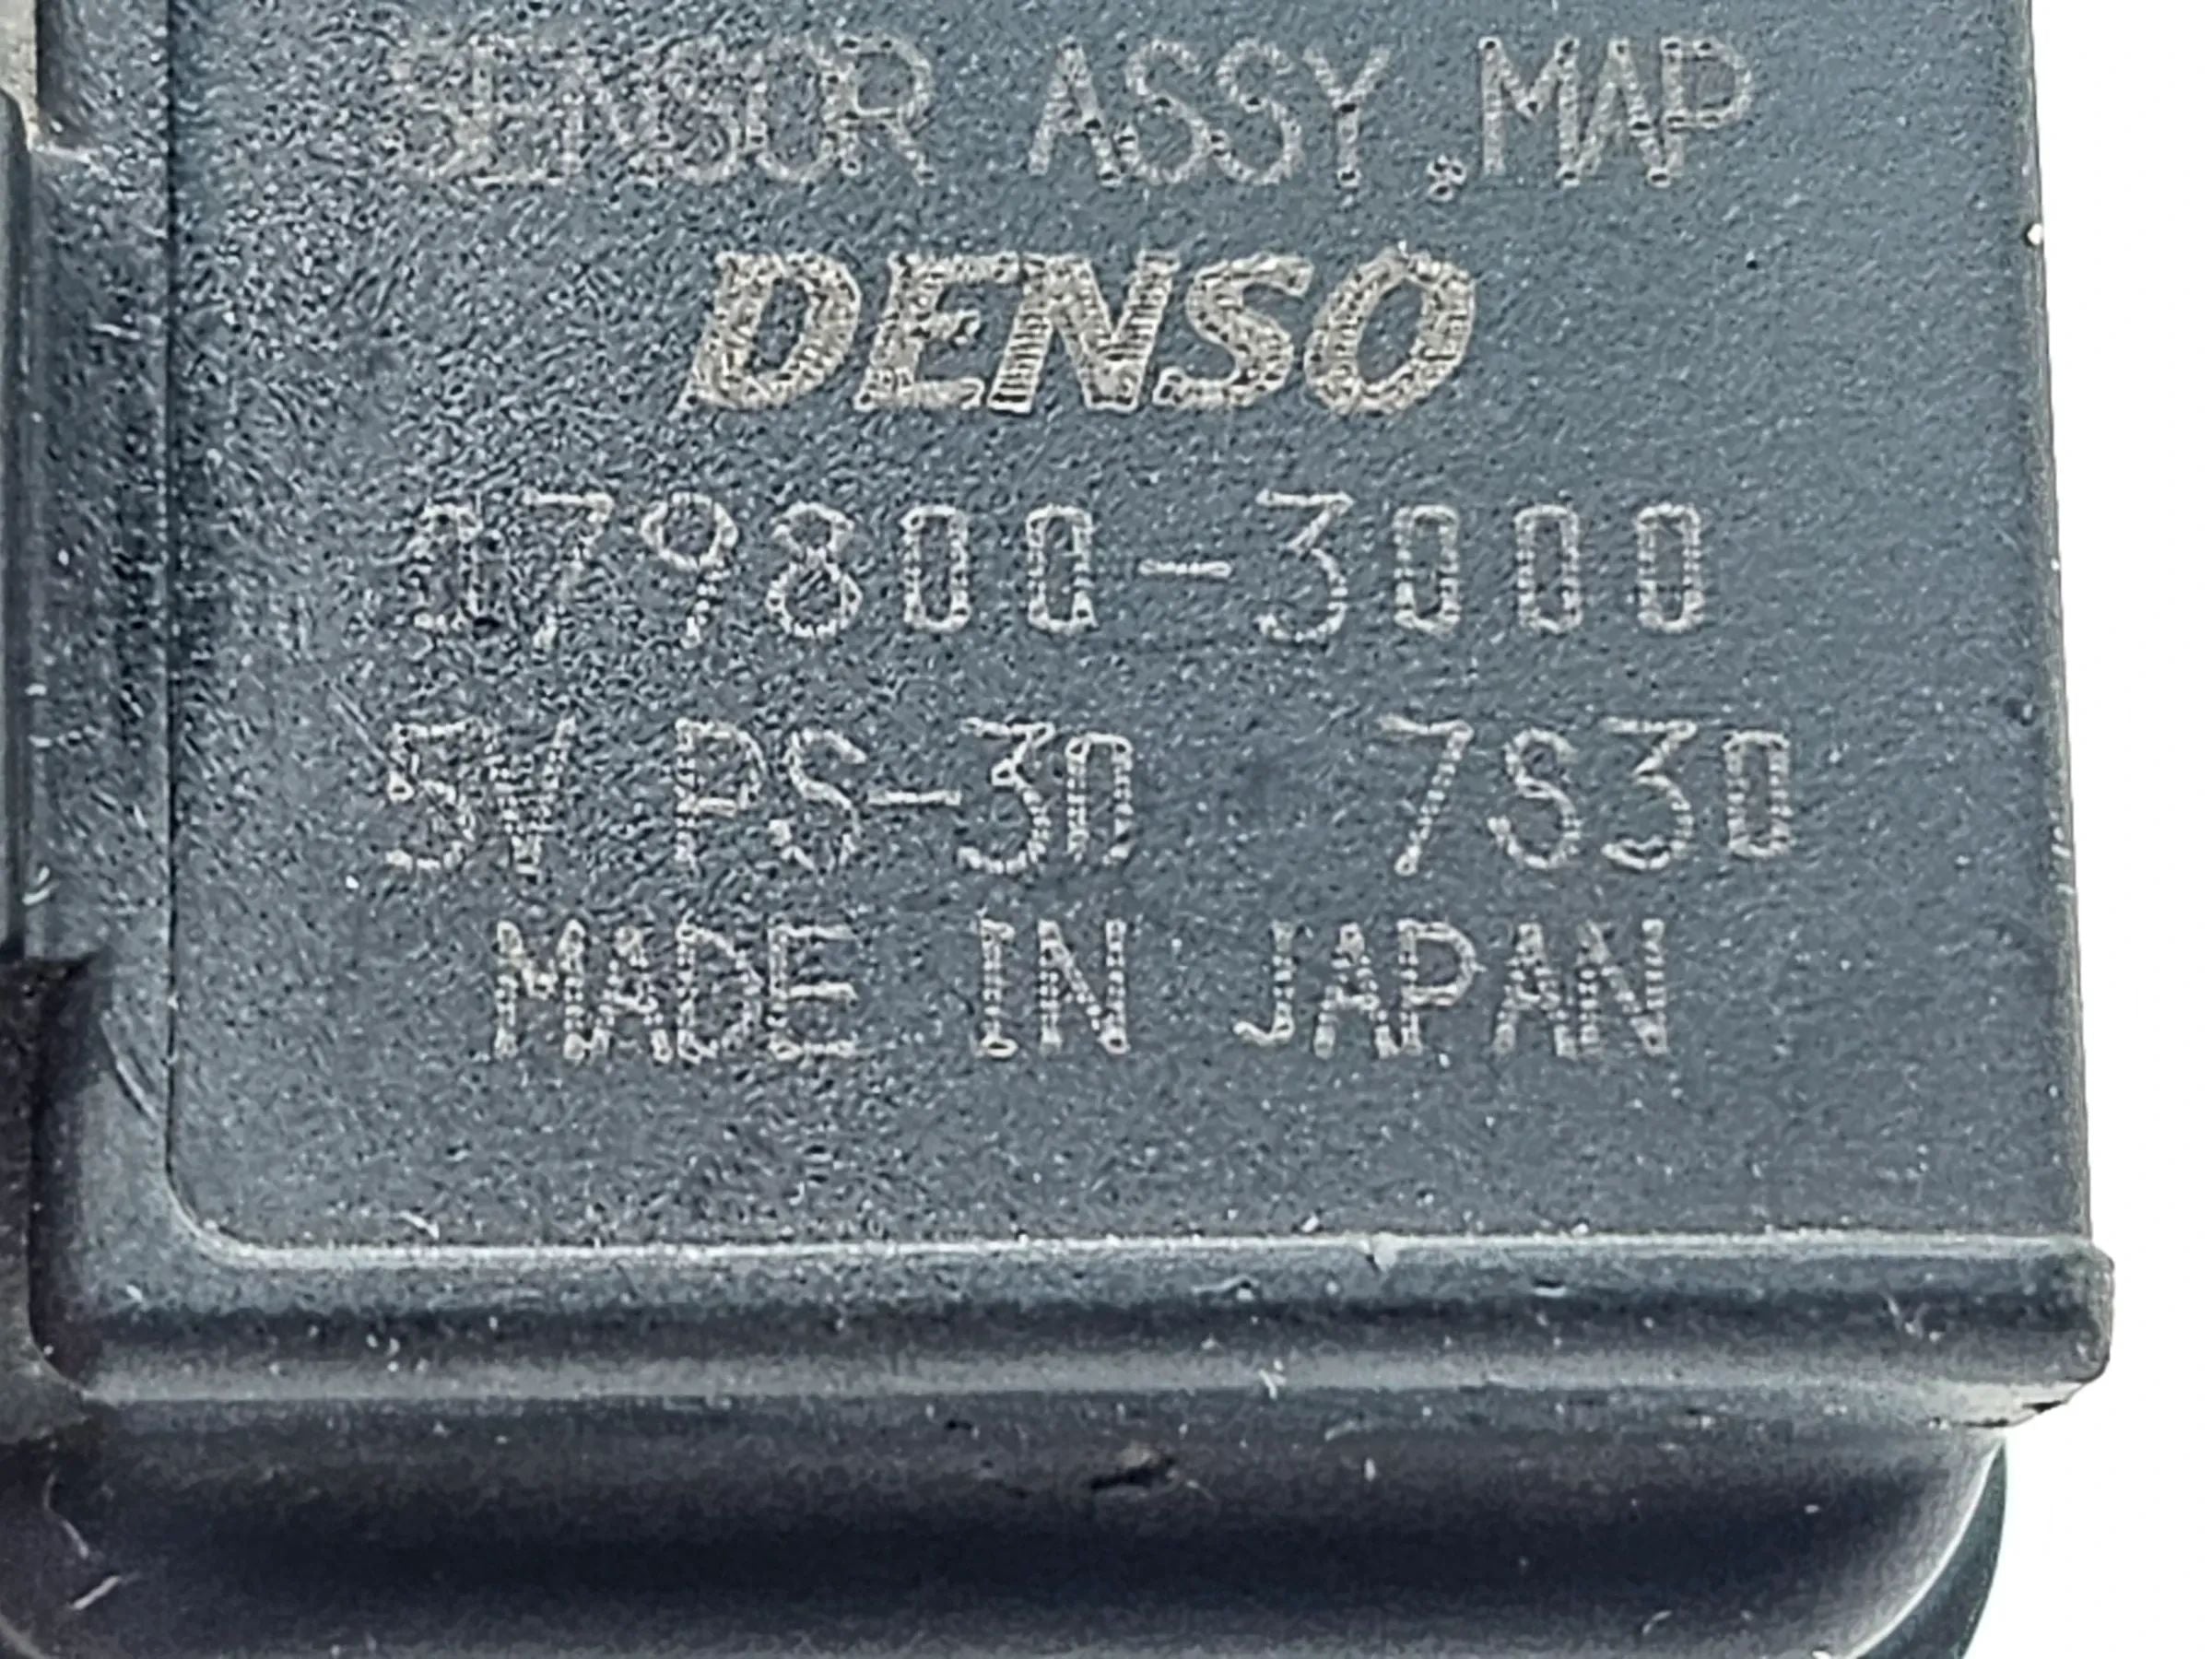 SENSOR ASSY,MAP
DENSO
079800-3000
5V PS-30 7S30
MADE IN JAPAN